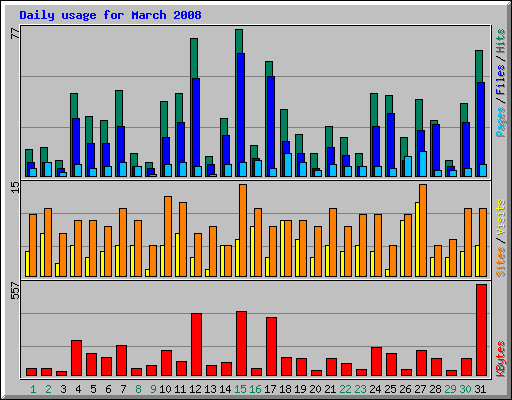 Daily usage for March 2008
77
Pages / Files / Hits
15
Sites / Visits
557
KBytes
1 2 3 4 5 6 7 8 9 10 11 12 13 14 15 16 17 18 19 20 21 22 23 24 25 26 27 28 29 30 31